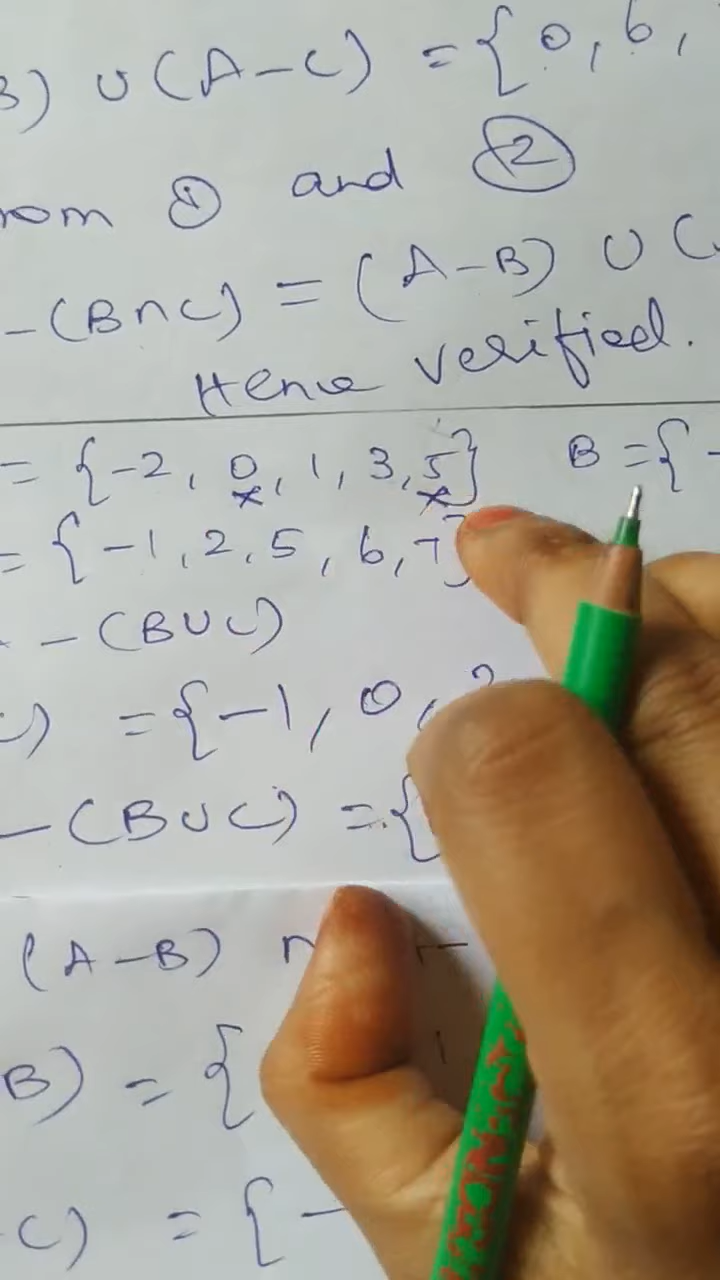 B) ∪ (A-C) = {0, 6,
rom ① and ②
-(B∩C) = (A-B) ∪ (
Hence verified.
= {-2, 0, 1, 3, 5} B = {-
= {-1, 2, 5, 6, 7}
- (B∪C)
C) = {-1, 0,
-(B∪C) = {
(A-B) ∩
B) = {
C) = {-